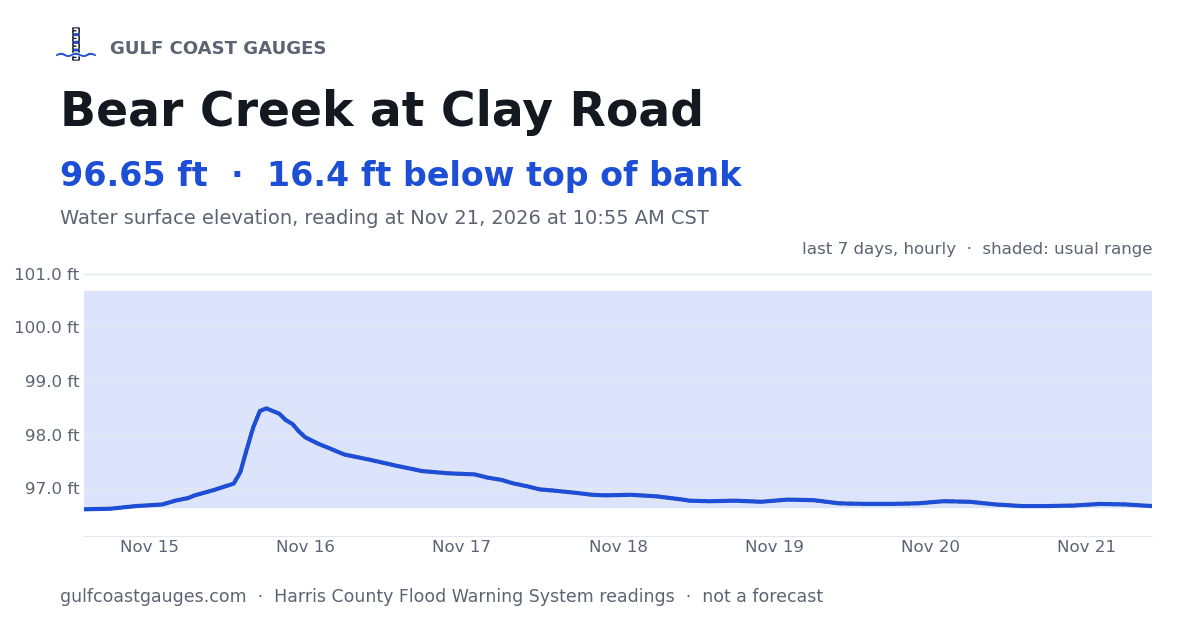 GULF COAST GAUGES
Bear Creek at Clay Road
96.65 ft · 16.4 ft below top of bank
Water surface elevation, reading at Nov 21, 2026 at 10:55 AM CST
last 7 days, hourly · shaded: usual range
101.0 ft
100.0 ft
99.0 ft
98.0 ft
97.0 ft
Nov 15 Nov 16 Nov 17 Nov 18 Nov 19 Nov 20 Nov 21
gulfcoastgauges.com · Harris County Flood Warning System readings · not a forecast